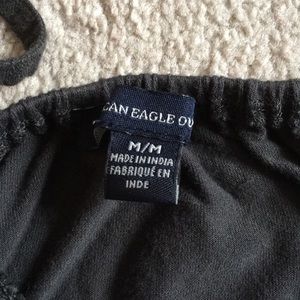 CAN EAGLE OU
M/M
MADE IN INDIA
FABRIQUÉ EN
INDE